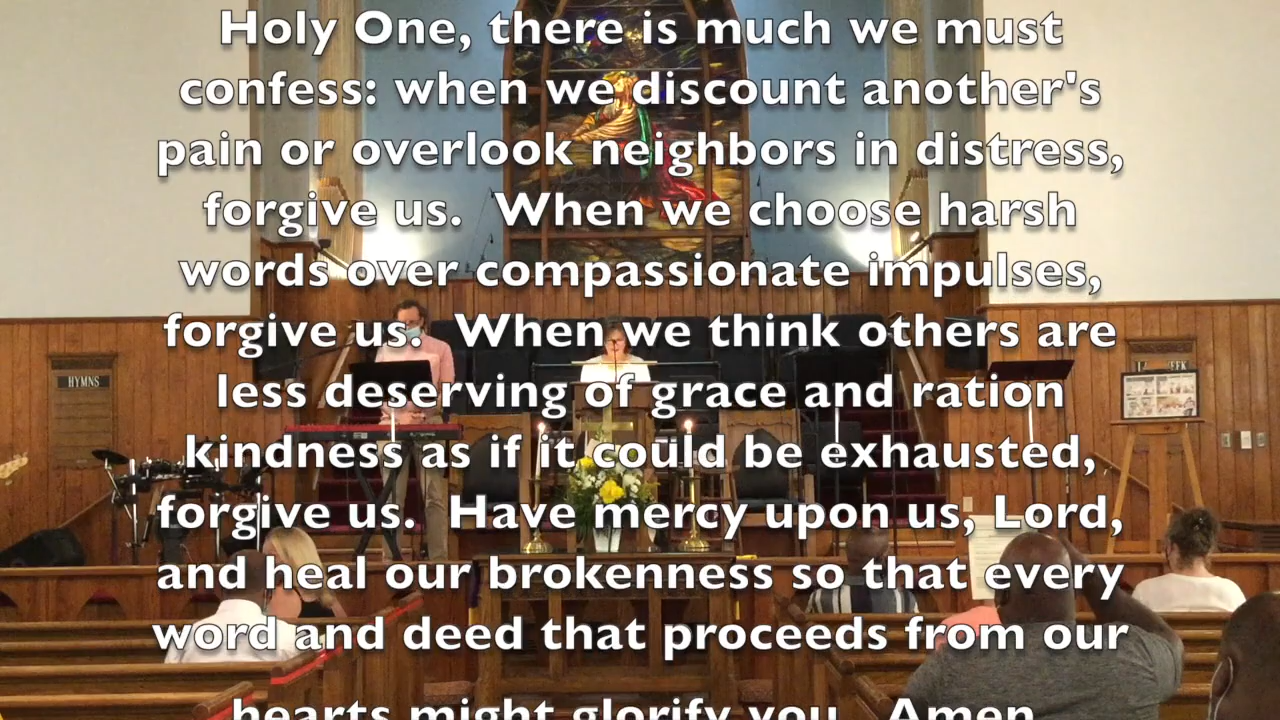 Holy One, there is much we must
confess: when we discount another's
pain or overlook neighbors in distress,
forgive us. When we choose harsh
words over compassionate impulses,
forgive us. When we think others are
less deserving of grace and ration
kindness as if it could be exhausted,
forgive us. Have mercy upon us, Lord,
and heal our brokenness so that every
word and deed that proceeds from our
hearts might glorify you. Amen.
HYMNS